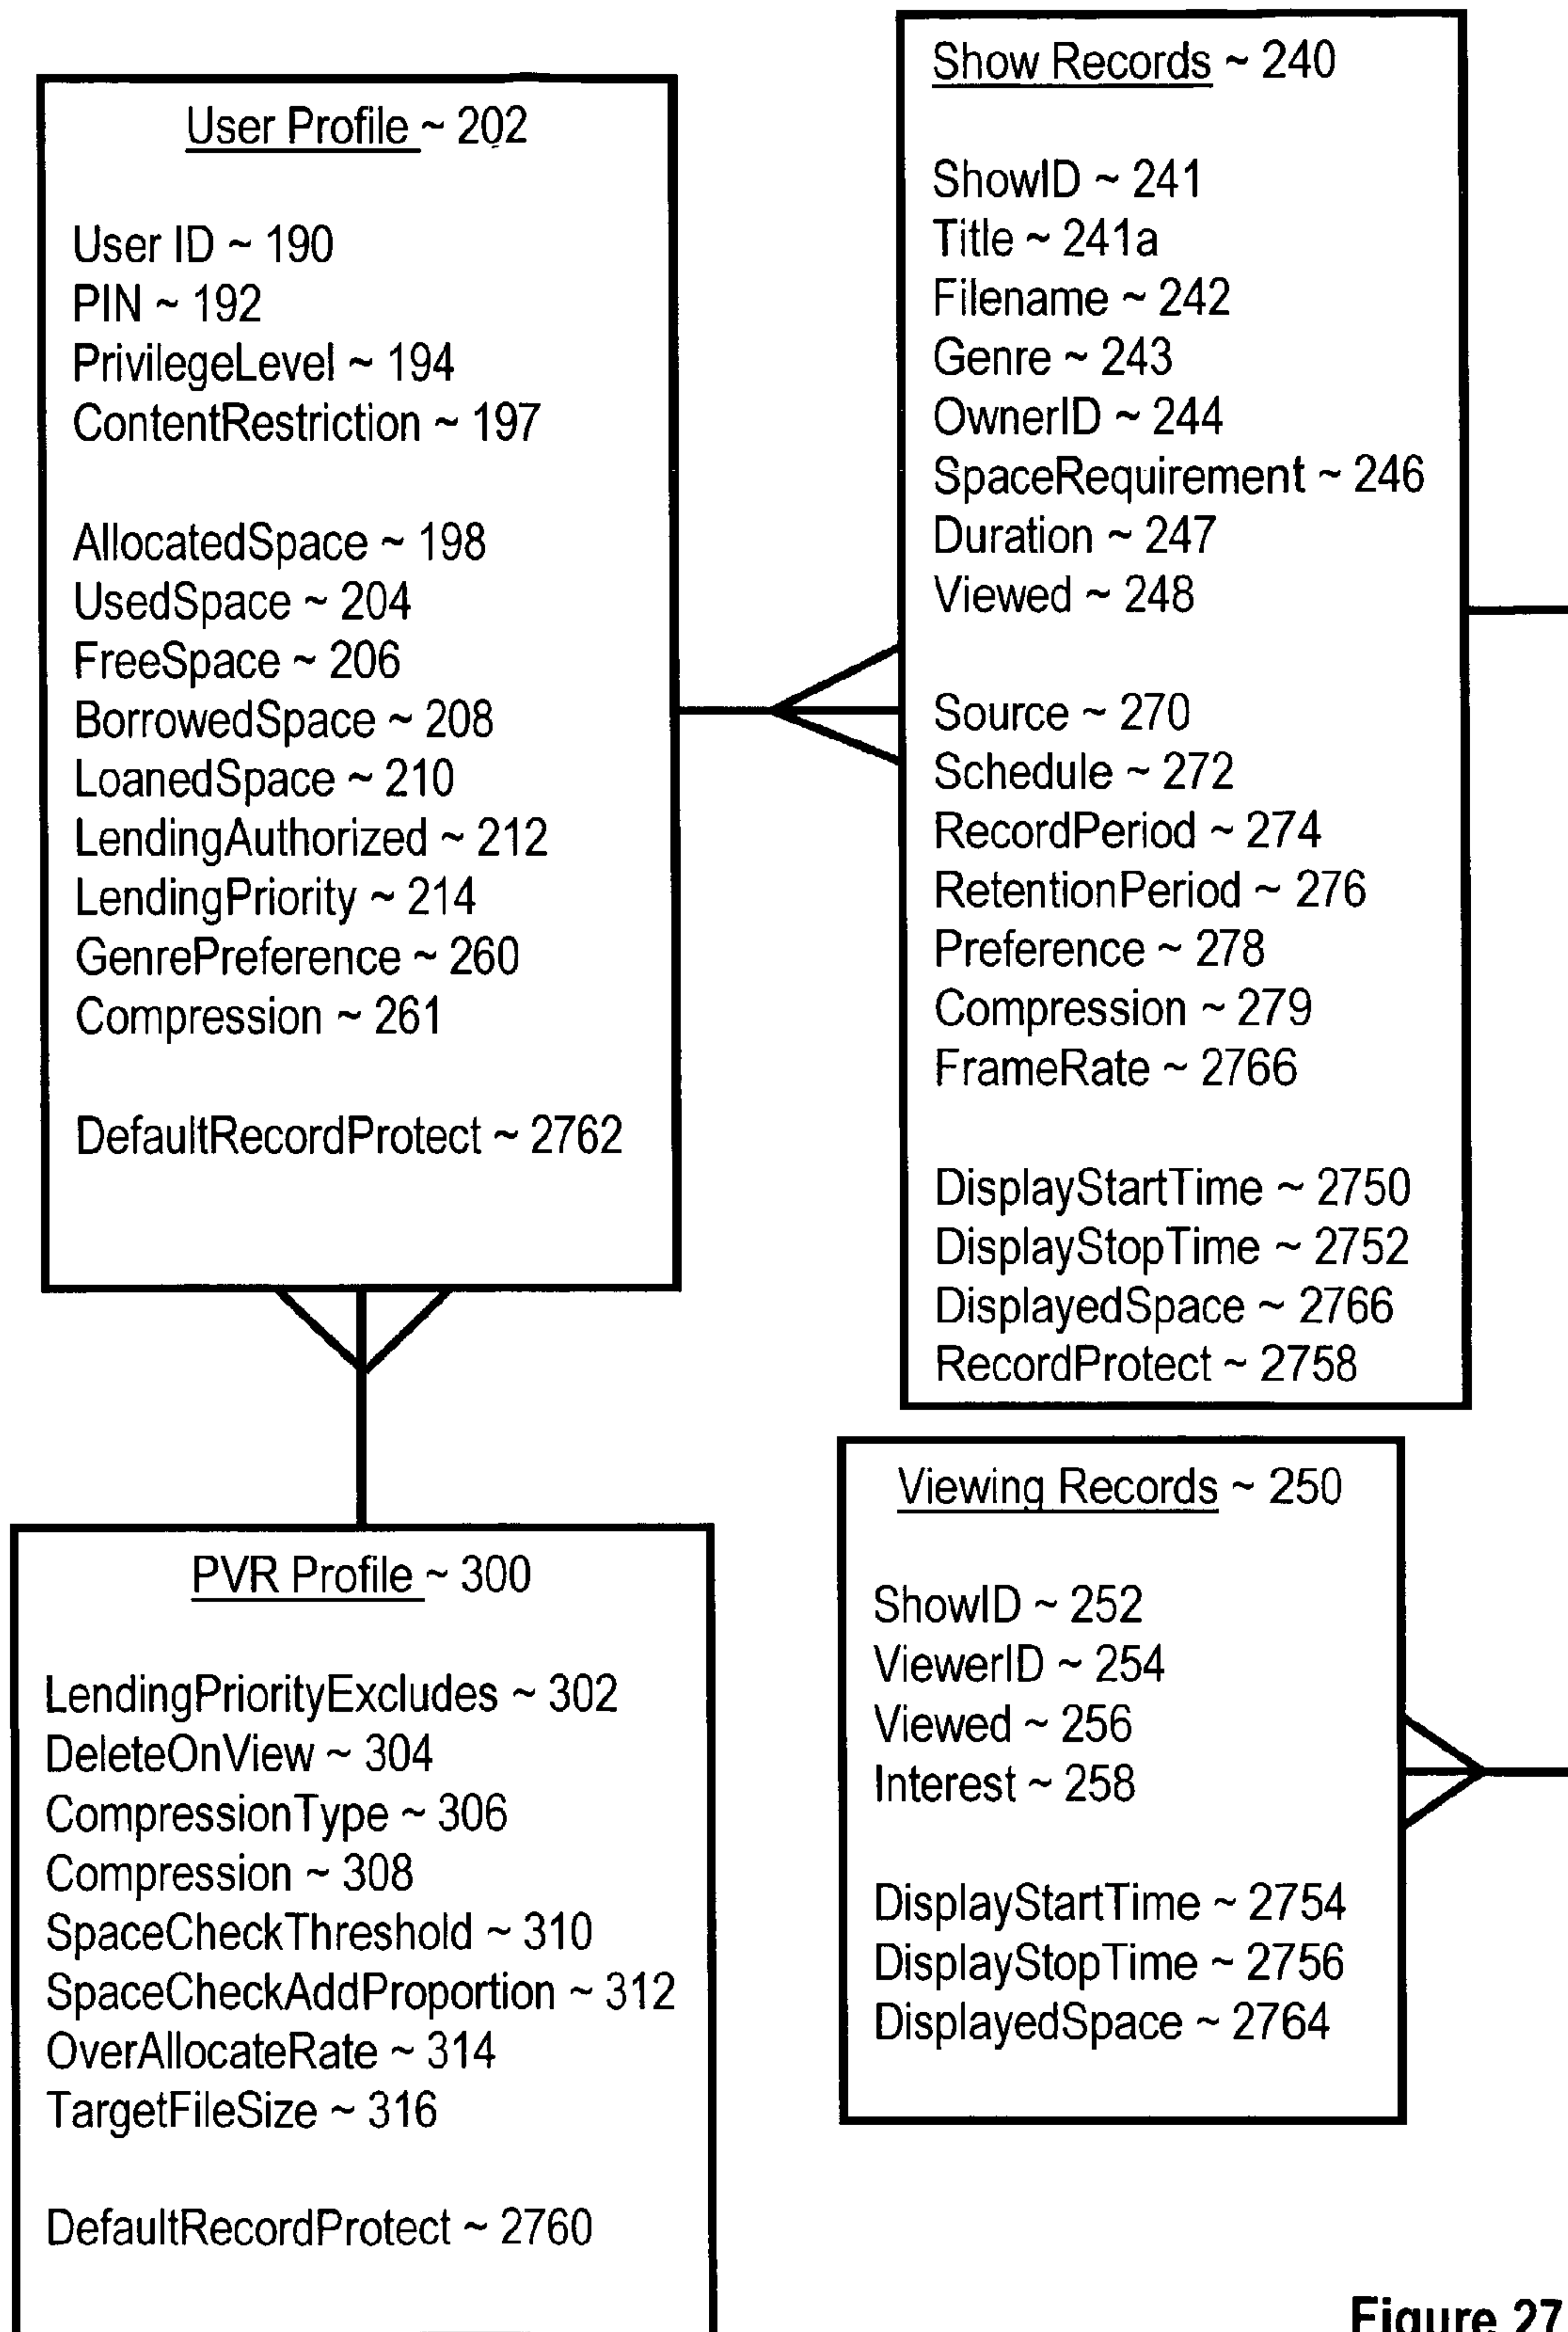 User Profile ~ 202
User ID ~ 190
PIN ~ 192
PrivilegeLevel ~ 194
ContentRestriction ~ 197
AllocatedSpace ~ 198
UsedSpace ~ 204
FreeSpace ~ 206
BorrowedSpace ~ 208
LoanedSpace ~ 210
LendingAuthorized ~ 212
LendingPriority ~ 214
GenrePreference ~ 260
Compression ~ 261
DefaultRecordProtect ~ 2762
Show Records ~ 240
ShowID ~ 241
Title ~ 241a
Filename ~ 242
Genre ~ 243
OwnerID ~ 244
SpaceRequirement ~ 246
Duration ~ 247
Viewed ~ 248
Source ~ 270
Schedule ~ 272
RecordPeriod ~ 274
RetentionPeriod ~ 276
Preference ~ 278
Compression ~ 279
FrameRate ~ 2766
DisplayStartTime ~ 2750
DisplayStopTime ~ 2752
DisplayedSpace ~ 2766
RecordProtect ~ 2758
PVR Profile ~ 300
LendingPriorityExcludes ~ 302
DeleteOnView ~ 304
CompressionType ~ 306
Compression ~ 308
SpaceCheckThreshold ~ 310
SpaceCheckAddProportion ~ 312
OverAllocateRate ~ 314
TargetFileSize ~ 316
DefaultRecordProtect ~ 2760
Viewing Records ~ 250
ShowID ~ 252
ViewerID ~ 254
Viewed ~ 256
Interest ~ 258
DisplayStartTime ~ 2754
DisplayStopTime ~ 2756
DisplayedSpace ~ 2764
Figure 27